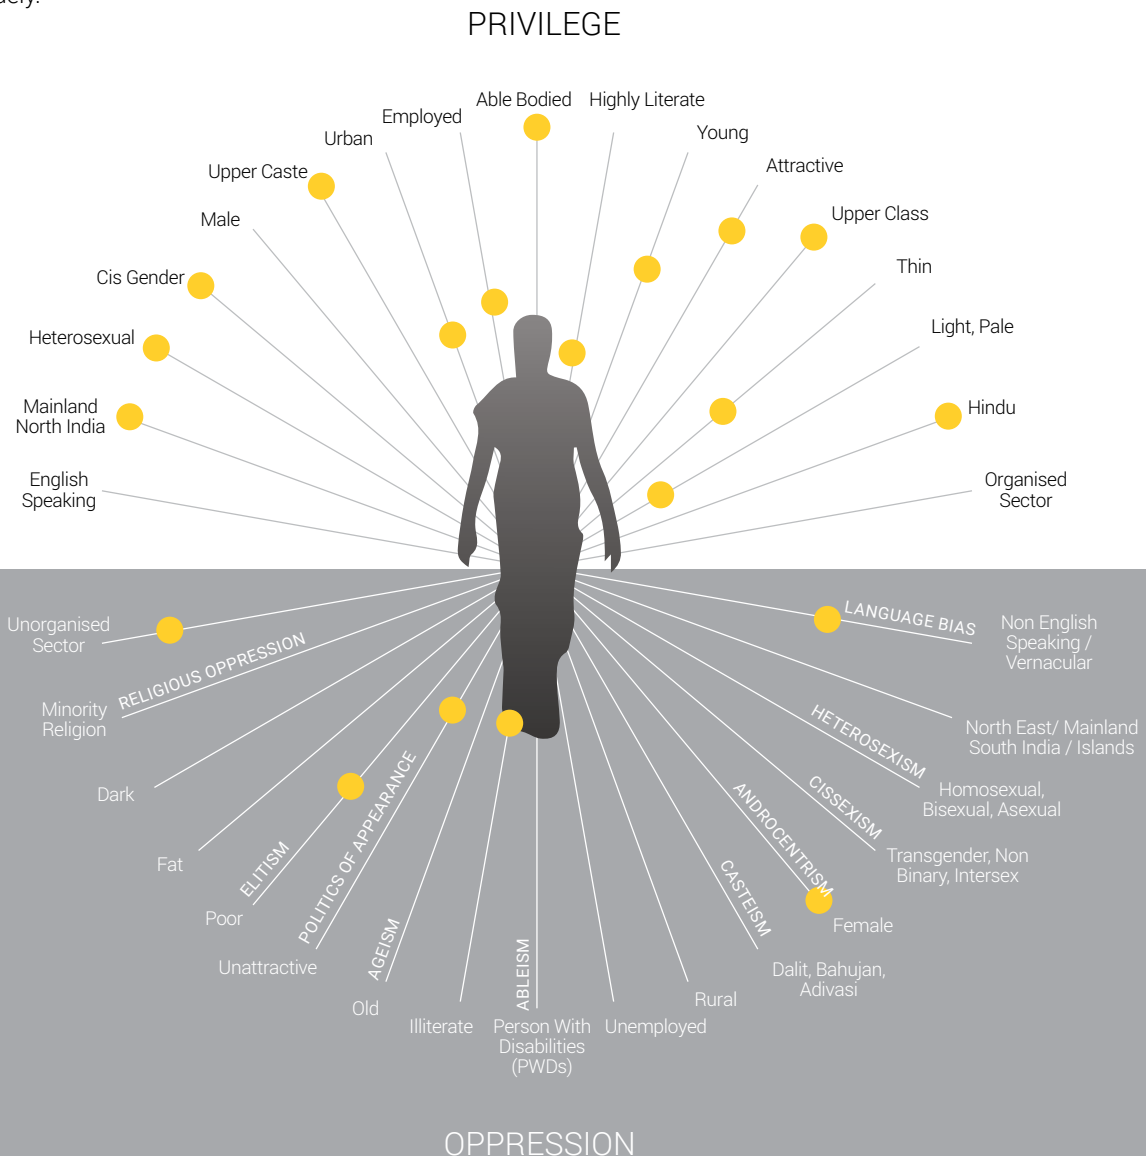 PRIVILEGE
Able Bodied
Highly Literate
Employed
Young
Urban
Attractive
Upper Caste
Upper Class
Male
Thin
Cis Gender
Light, Pale
Heterosexual
Mainland
North India
Hindu
English
Speaking
Organised
Sector
Unorganised
Sector
LANGUAGE BIAS
Non English
Speaking /
Vernacular
RELIGIOUS OPPRESSION
Minority
Religion
North East/ Mainland
South India / Islands
HETEROSEXISM
Homosexual,
Bisexual, Asexual
Dark
CISSEXISM
Transgender, Non
Binary, Intersex
Fat
ANDROCENTRISM
Female
ELITISM
Poor
CASTEISM
Dalit, Bahujan,
Adivasi
POLITICS OF APPEARANCE
Unattractive
Rural
AGEISM
Old
Illiterate
ABLEISM
Person With
Disabilities
(PWDs)
Unemployed
OPPRESSION